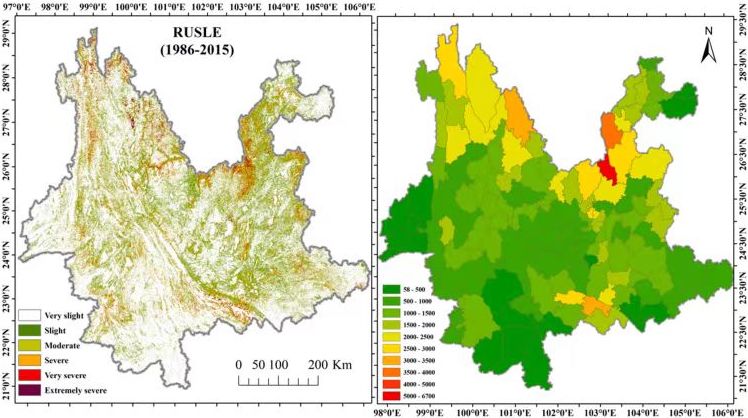 97°0'E 98°0'E 99°0'E 100°0'E 101°0'E 102°0'E 103°0'E 104°0'E 105°0'E 106°0'E
RUSLE
(1986-2015)
29°0'N
28°0'N
27°0'N
26°0'N
25°0'N
24°0'N
23°0'N
22°0'N
21°0'N
Very slight
Slight
Moderate
Severe
Very severe
Extremely severe
0 50 100 200 Km
N
29°30'N
28°30'N
27°30'N
26°30'N
25°30'N
24°30'N
23°30'N
22°30'N
21°30'N
58 - 500
500 - 1000
1000 - 1500
1500 - 2000
2000- 2500
2500 - 3000
3000 - 3500
3500 - 4000
4000 - 5000
5000 - 6700
98°0'E 99°0'E 100°0'E 101°0'E 102°0'E 103°0'E 104°0'E 105°0'E 106°0'E